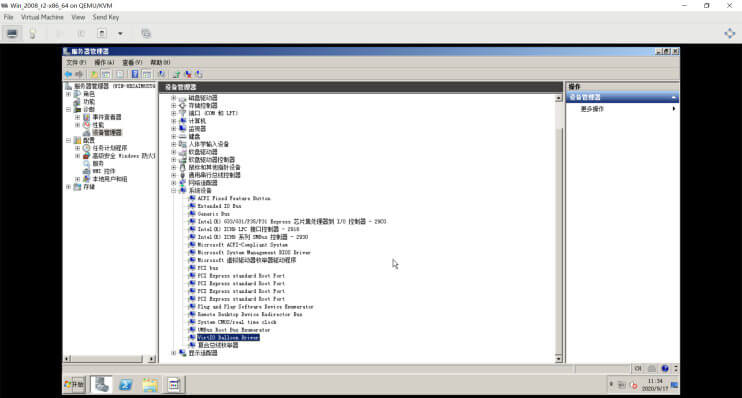 Win_2008_r2-x86_64 on QEMU/KVM
File Virtual Machine View Send Key
服务器管理器
文件(F) 操作(A) 查看(V) 帮助(H)
服务器管理器
角色
功能
诊断
事件查看器
性能
设备管理器
配置
任务计划程序
高级安全 Windows 防火
服务
WMI 控件
本地用户和组
存储
设备管理器
磁盘驱动器
存储控制器
端口 (COM 和 LPT)
计算机
监视器
键盘
人体学输入设备
软盘驱动器
软盘驱动器控制器
鼠标和其他指针设备
通用串行总线控制器
网络适配器
系统设备
ACPI Fixed Feature Button
Extended IO Bus
Generic Bus
Intel(R) G33/G31/P35/P31 Express 芯片集处理器到 I/O 控制器 - 29C0
Intel(R) ICH9 LPC 接口控制器 - 2918
Intel(R) ICH9 系列 SMBus 控制器 - 2930
Microsoft ACPI-Compliant System
Microsoft System Management BIOS Driver
Microsoft 虚拟驱动器枚举器驱动程序
PCI bus
PCI Express standard Root Port
PCI Express standard Root Port
PCI Express standard Root Port
PCI Express standard Root Port
Plug and Play Software Device Enumerator
Remote Desktop Device Redirector Bus
System CMOS/real time clock
UMBus Root Bus Enumerator
VirtIO Balloon Driver
复合总线枚举器
显示适配器
操作
设备管理器
更多操作
开始
CH
11:34
2020/9/17